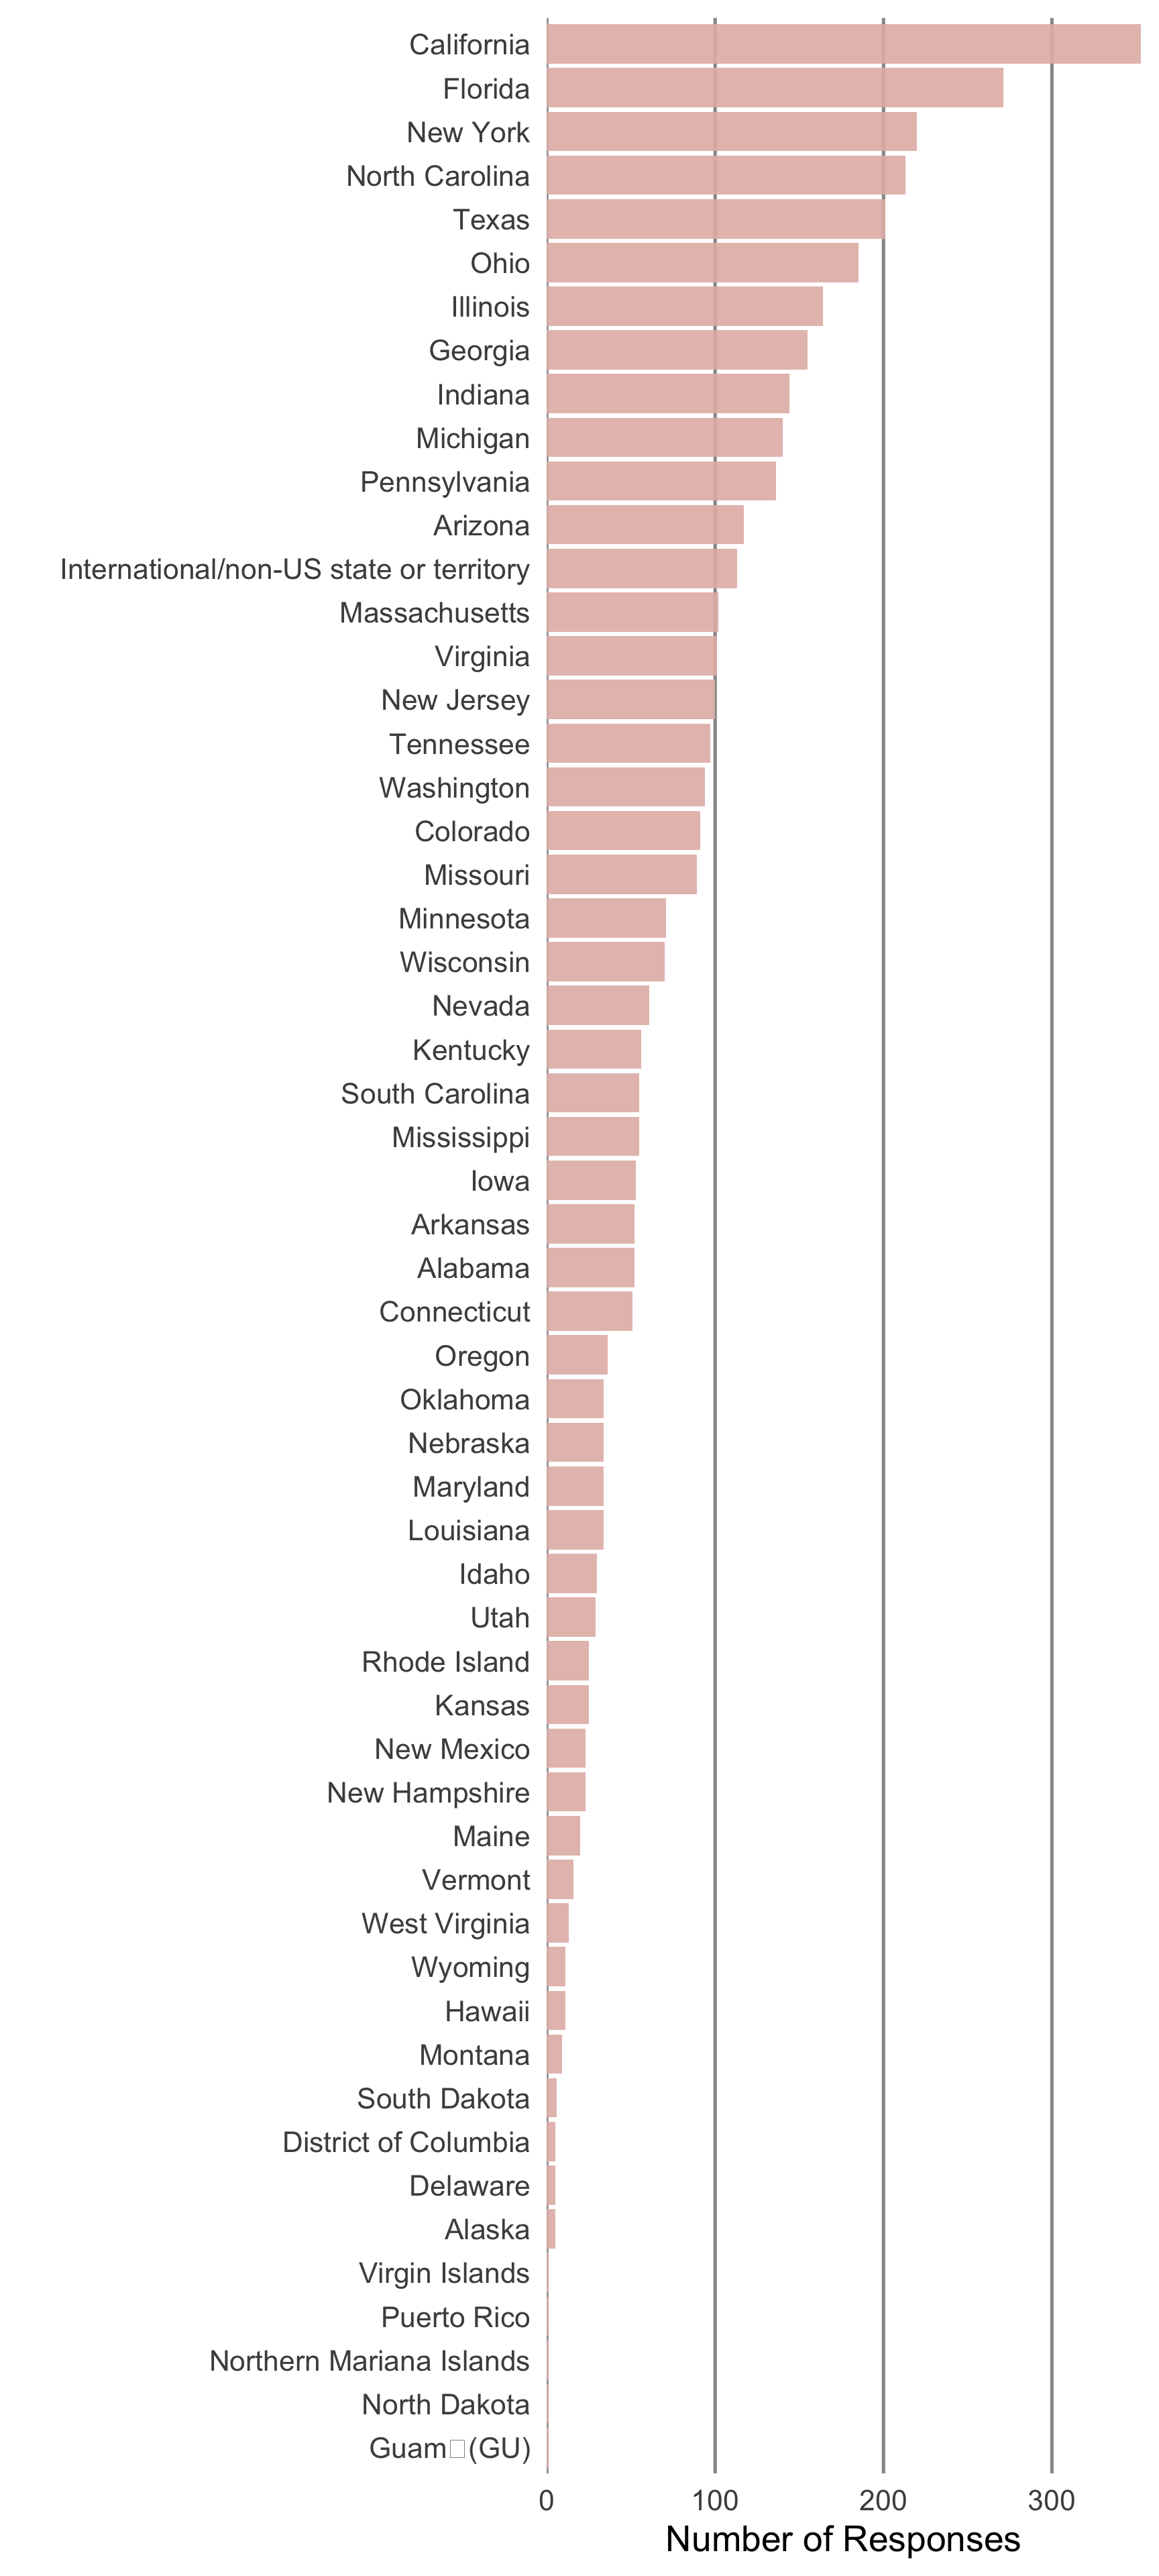 California
Florida
New York
North Carolina
Texas
Ohio
Illinois
Georgia
Indiana
Michigan
Pennsylvania
Arizona
International/non-US state or territory
Massachusetts
Virginia
New Jersey
Tennessee
Washington
Colorado
Missouri
Minnesota
Wisconsin
Nevada
Kentucky
South Carolina
Mississippi
Iowa
Arkansas
Alabama
Connecticut
Oregon
Oklahoma
Nebraska
Maryland
Louisiana
Idaho
Utah
Rhode Island
Kansas
New Mexico
New Hampshire
Maine
Vermont
West Virginia
Wyoming
Hawaii
Montana
South Dakota
District of Columbia
Delaware
Alaska
Virgin Islands
Puerto Rico
Northern Mariana Islands
North Dakota
Guam□(GU)
0 100 200 300
Number of Responses